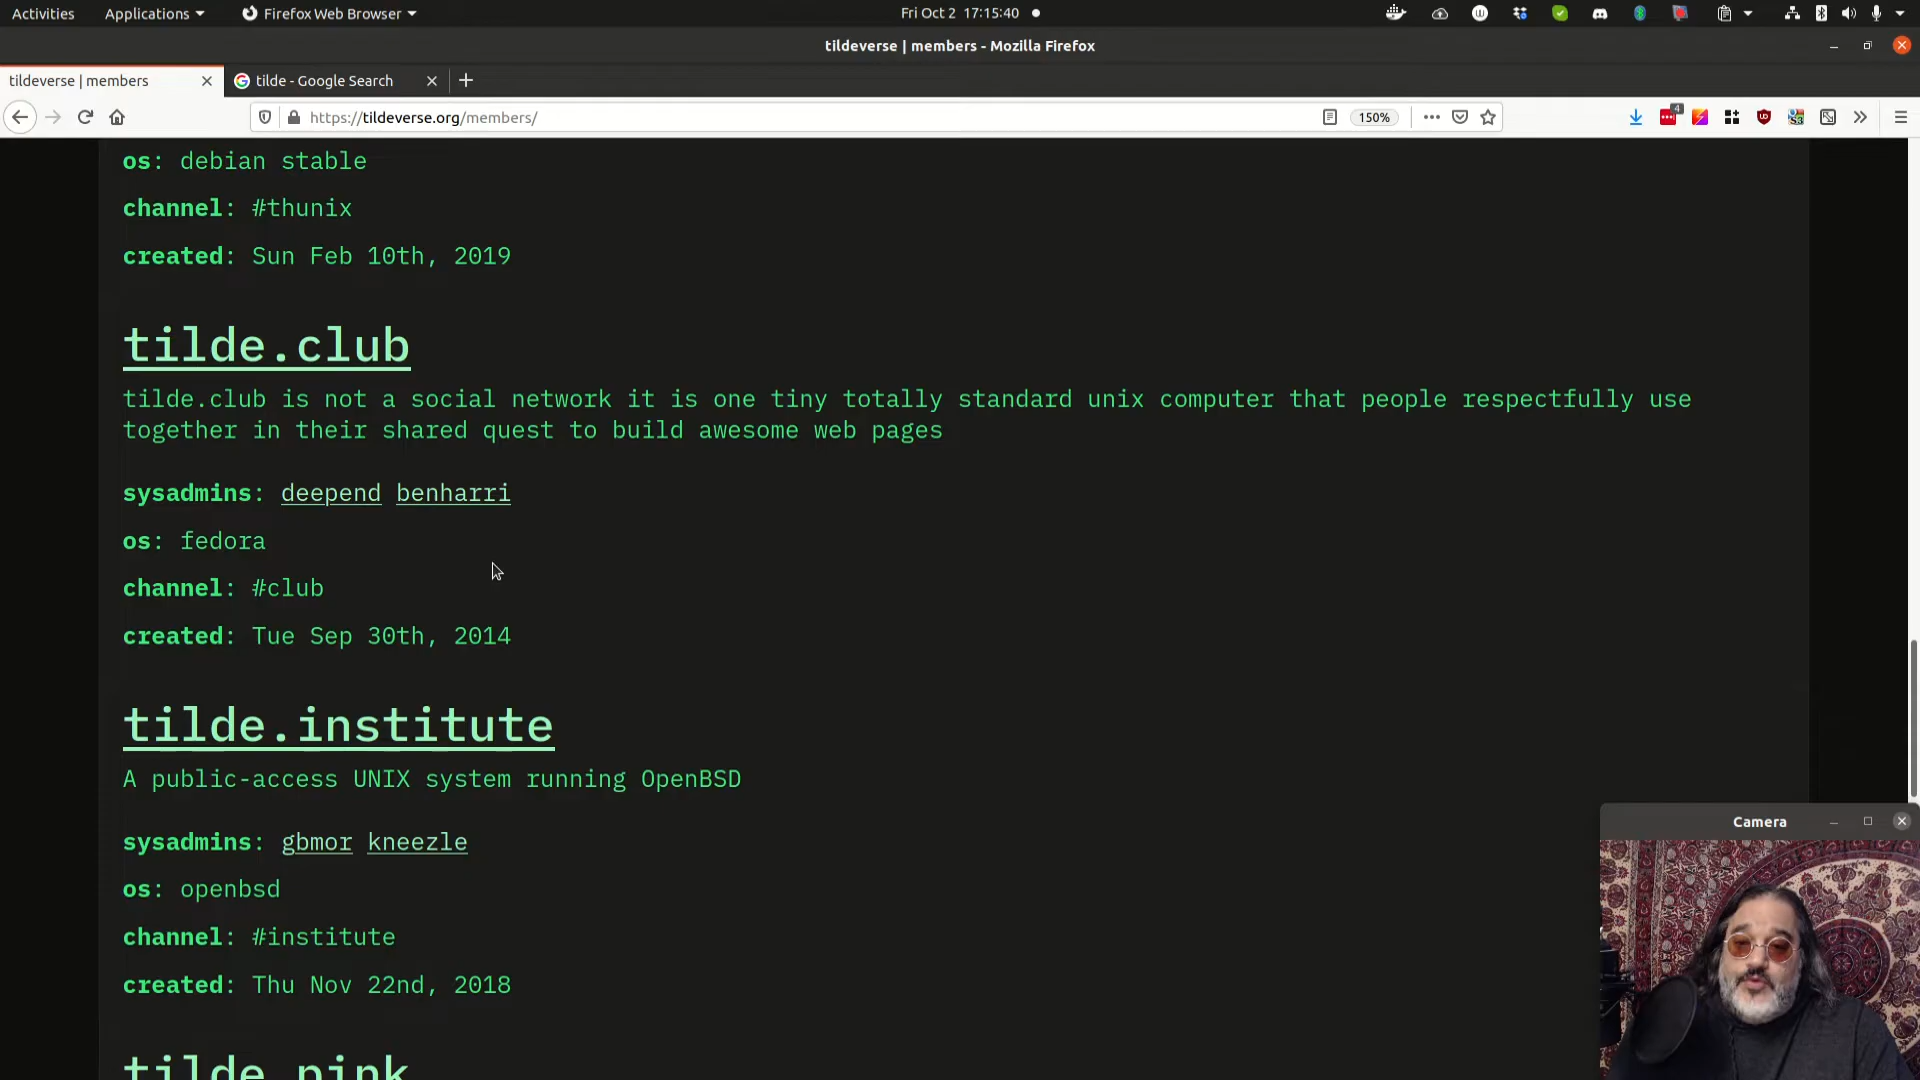 Activities Applications Firefox Web Browser Fri Oct 2 17:15:40
tildeverse | members - Mozilla Firefox
tildeverse | members tilde - Google Search
https://tildeverse.org/members/ 150% 4
os: debian stable
channel: #thunix
created: Sun Feb 10th, 2019
tilde.club
tilde.club is not a social network it is one tiny totally standard unix computer that people respectfully use
together in their shared quest to build awesome web pages
sysadmins: deepend benharri
os: fedora
channel: #club
created: Tue Sep 30th, 2014
tilde.institute
A public-access UNIX system running OpenBSD
sysadmins: gbmor kneezle
os: openbsd
channel: #institute
created: Thu Nov 22nd, 2018
tilde.pink
Camera